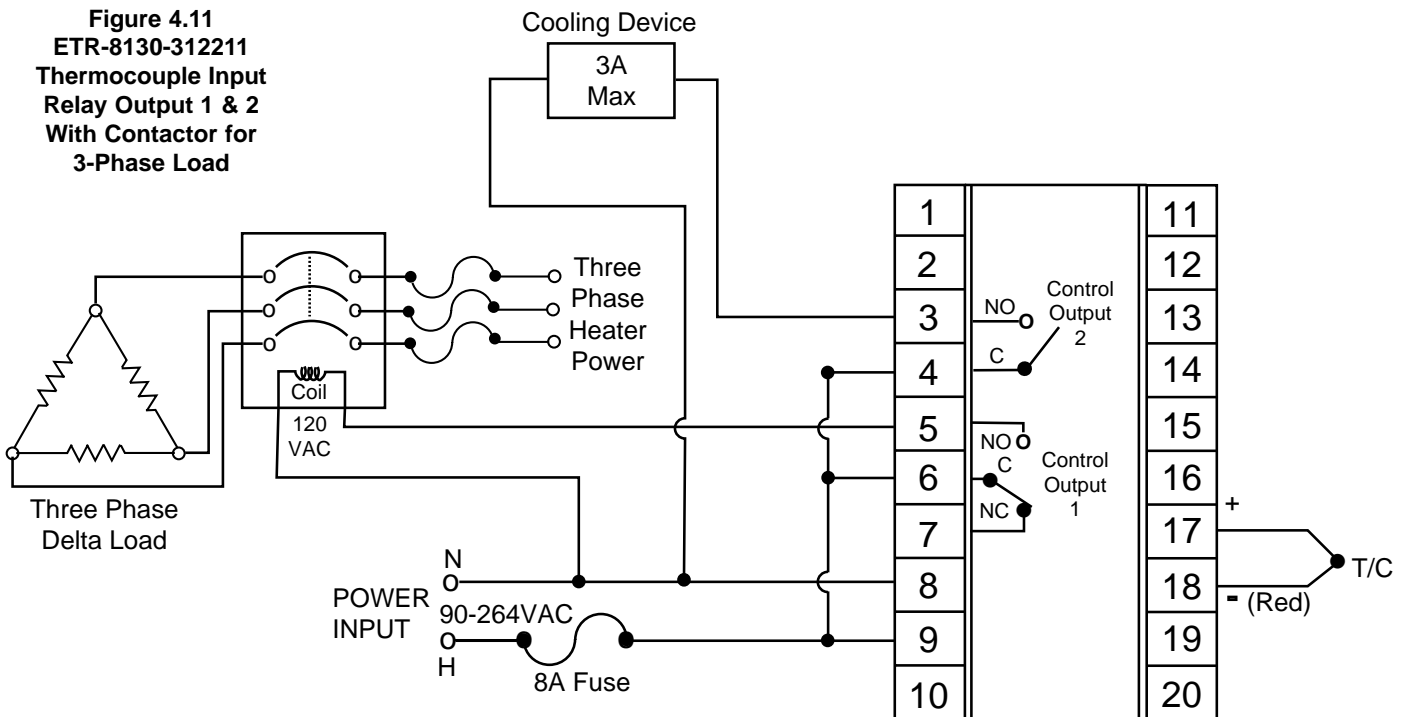 Figure 4.11
ETR-8130-312211
Thermocouple Input
Relay Output 1 & 2
With Contactor for
3-Phase Load
Cooling Device
3A
Max
Three
Phase
Heater
Power
Coil
120
VAC
Three Phase
Delta Load
N
POWER
INPUT
90-264VAC
H
8A Fuse
1
2
3
4
5
6
7
8
9
10
NO
C
Control
Output
2
NO
C
NC
Control
Output
1
11
12
13
14
15
16
17
18
19
20
+
- (Red)
T/C